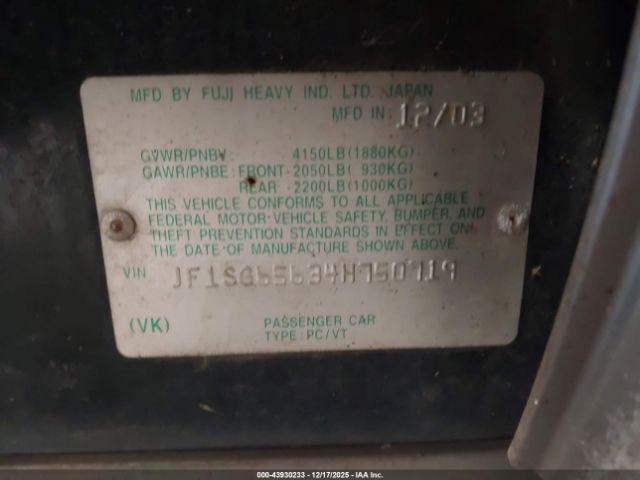 MFD BY FUJI HEAVY IND. LTD. JAPAN
MFD IN: 12/03
GVWR/PNBV: 4150LB(1880KG)
GAWR/PNBE: FRONT-2050LB( 930KG)
REAR -2200LB(1000KG)
THIS VEHICLE CONFORMS TO ALL APPLICABLE
FEDERAL MOTOR VEHICLE SAFETY, BUMPER, AND
THEFT PREVENTION STANDARDS IN EFFECT ON
THE DATE OF MANUFACTURE SHOWN ABOVE.
VIN JF1SG65634H750719
(VK) PASSENGER CAR
TYPE: PC/VT
000-43930233 - 12/17/2025 - IAA Inc.